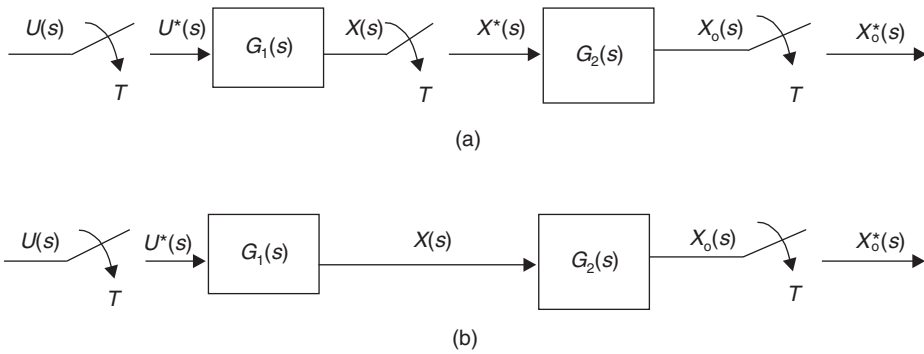 U(s) U*(s) G₁(s) X(s) X*(s) G₂(s) Xₒ(s) Xₒ*(s)
T T T
(a)
U(s) U*(s) G₁(s) X(s) G₂(s) Xₒ(s) Xₒ*(s)
T T
(b)